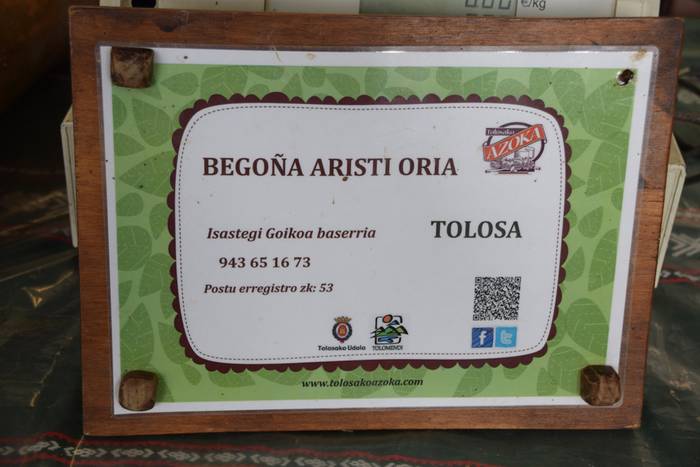 €/kg
Tolosako
AZOKA
BEGOÑA ARISTI ORIA
Isastegi Goikoa baserria
TOLOSA
943 65 16 73
Postu erregistro zk: 53
Tolosako Udala
TOLOMENDI
www.tolosakoazoka.com